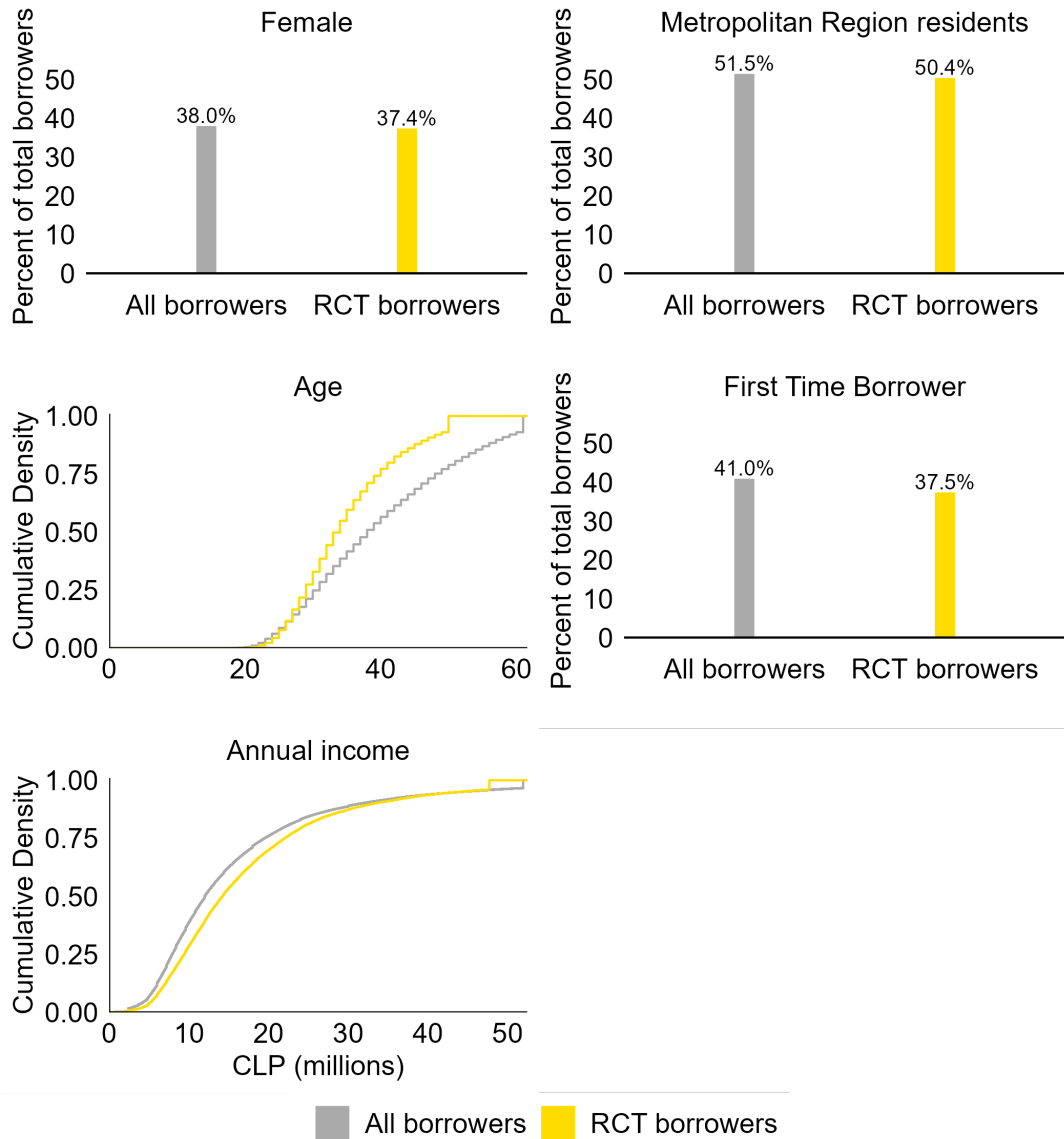 Female
Percent of total borrowers
50
40
30
20
10
0
38.0%
37.4%
All borrowers
RCT borrowers
Metropolitan Region residents
Percent of total borrowers
50
40
30
20
10
0
51.5%
50.4%
All borrowers
RCT borrowers
Age
Cumulative Density
1.00
0.75
0.50
0.25
0.00
0
20
40
60
First Time Borrower
Percent of total borrowers
50
40
30
20
10
0
41.0%
37.5%
All borrowers
RCT borrowers
Annual income
Cumulative Density
1.00
0.75
0.50
0.25
0.00
0
10
20
30
40
50
CLP (millions)
All borrowers
RCT borrowers